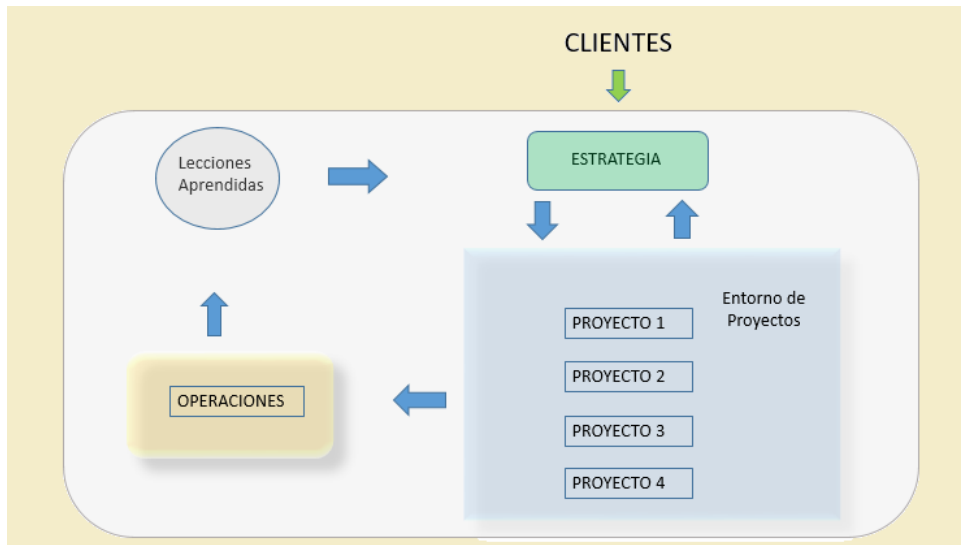 CLIENTES
Lecciones
Aprendidas
ESTRATEGIA
Entorno de
Proyectos
PROYECTO 1
PROYECTO 2
OPERACIONES
PROYECTO 3
PROYECTO 4